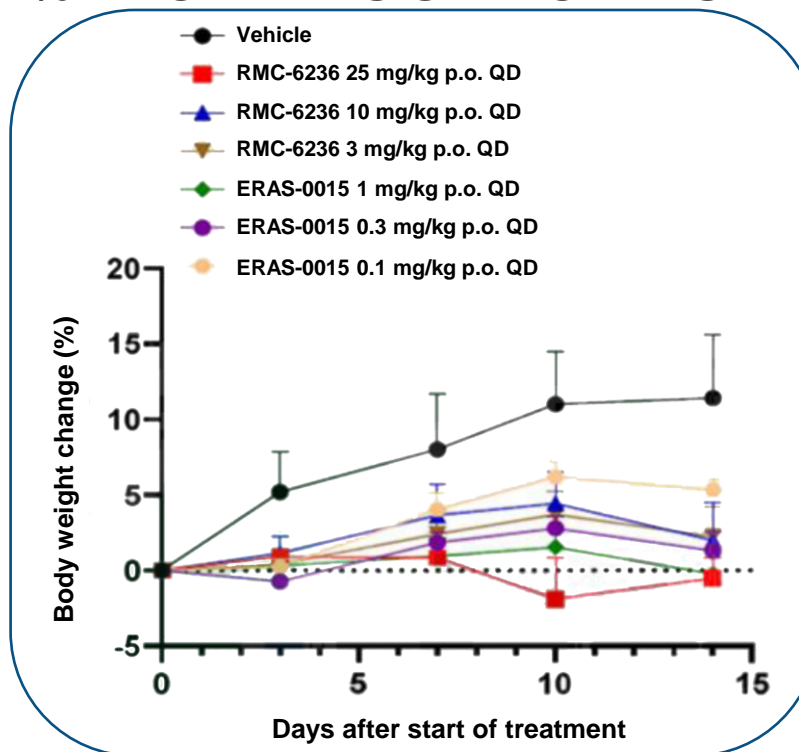 Vehicle
RMC-6236 25 mg/kg p.o. QD
RMC-6236 10 mg/kg p.o. QD
RMC-6236 3 mg/kg p.o. QD
ERAS-0015 1 mg/kg p.o. QD
ERAS-0015 0.3 mg/kg p.o. QD
ERAS-0015 0.1 mg/kg p.o. QD
Body weight change (%)
20
15
10
5
0
-5
0 5 10 15
Days after start of treatment